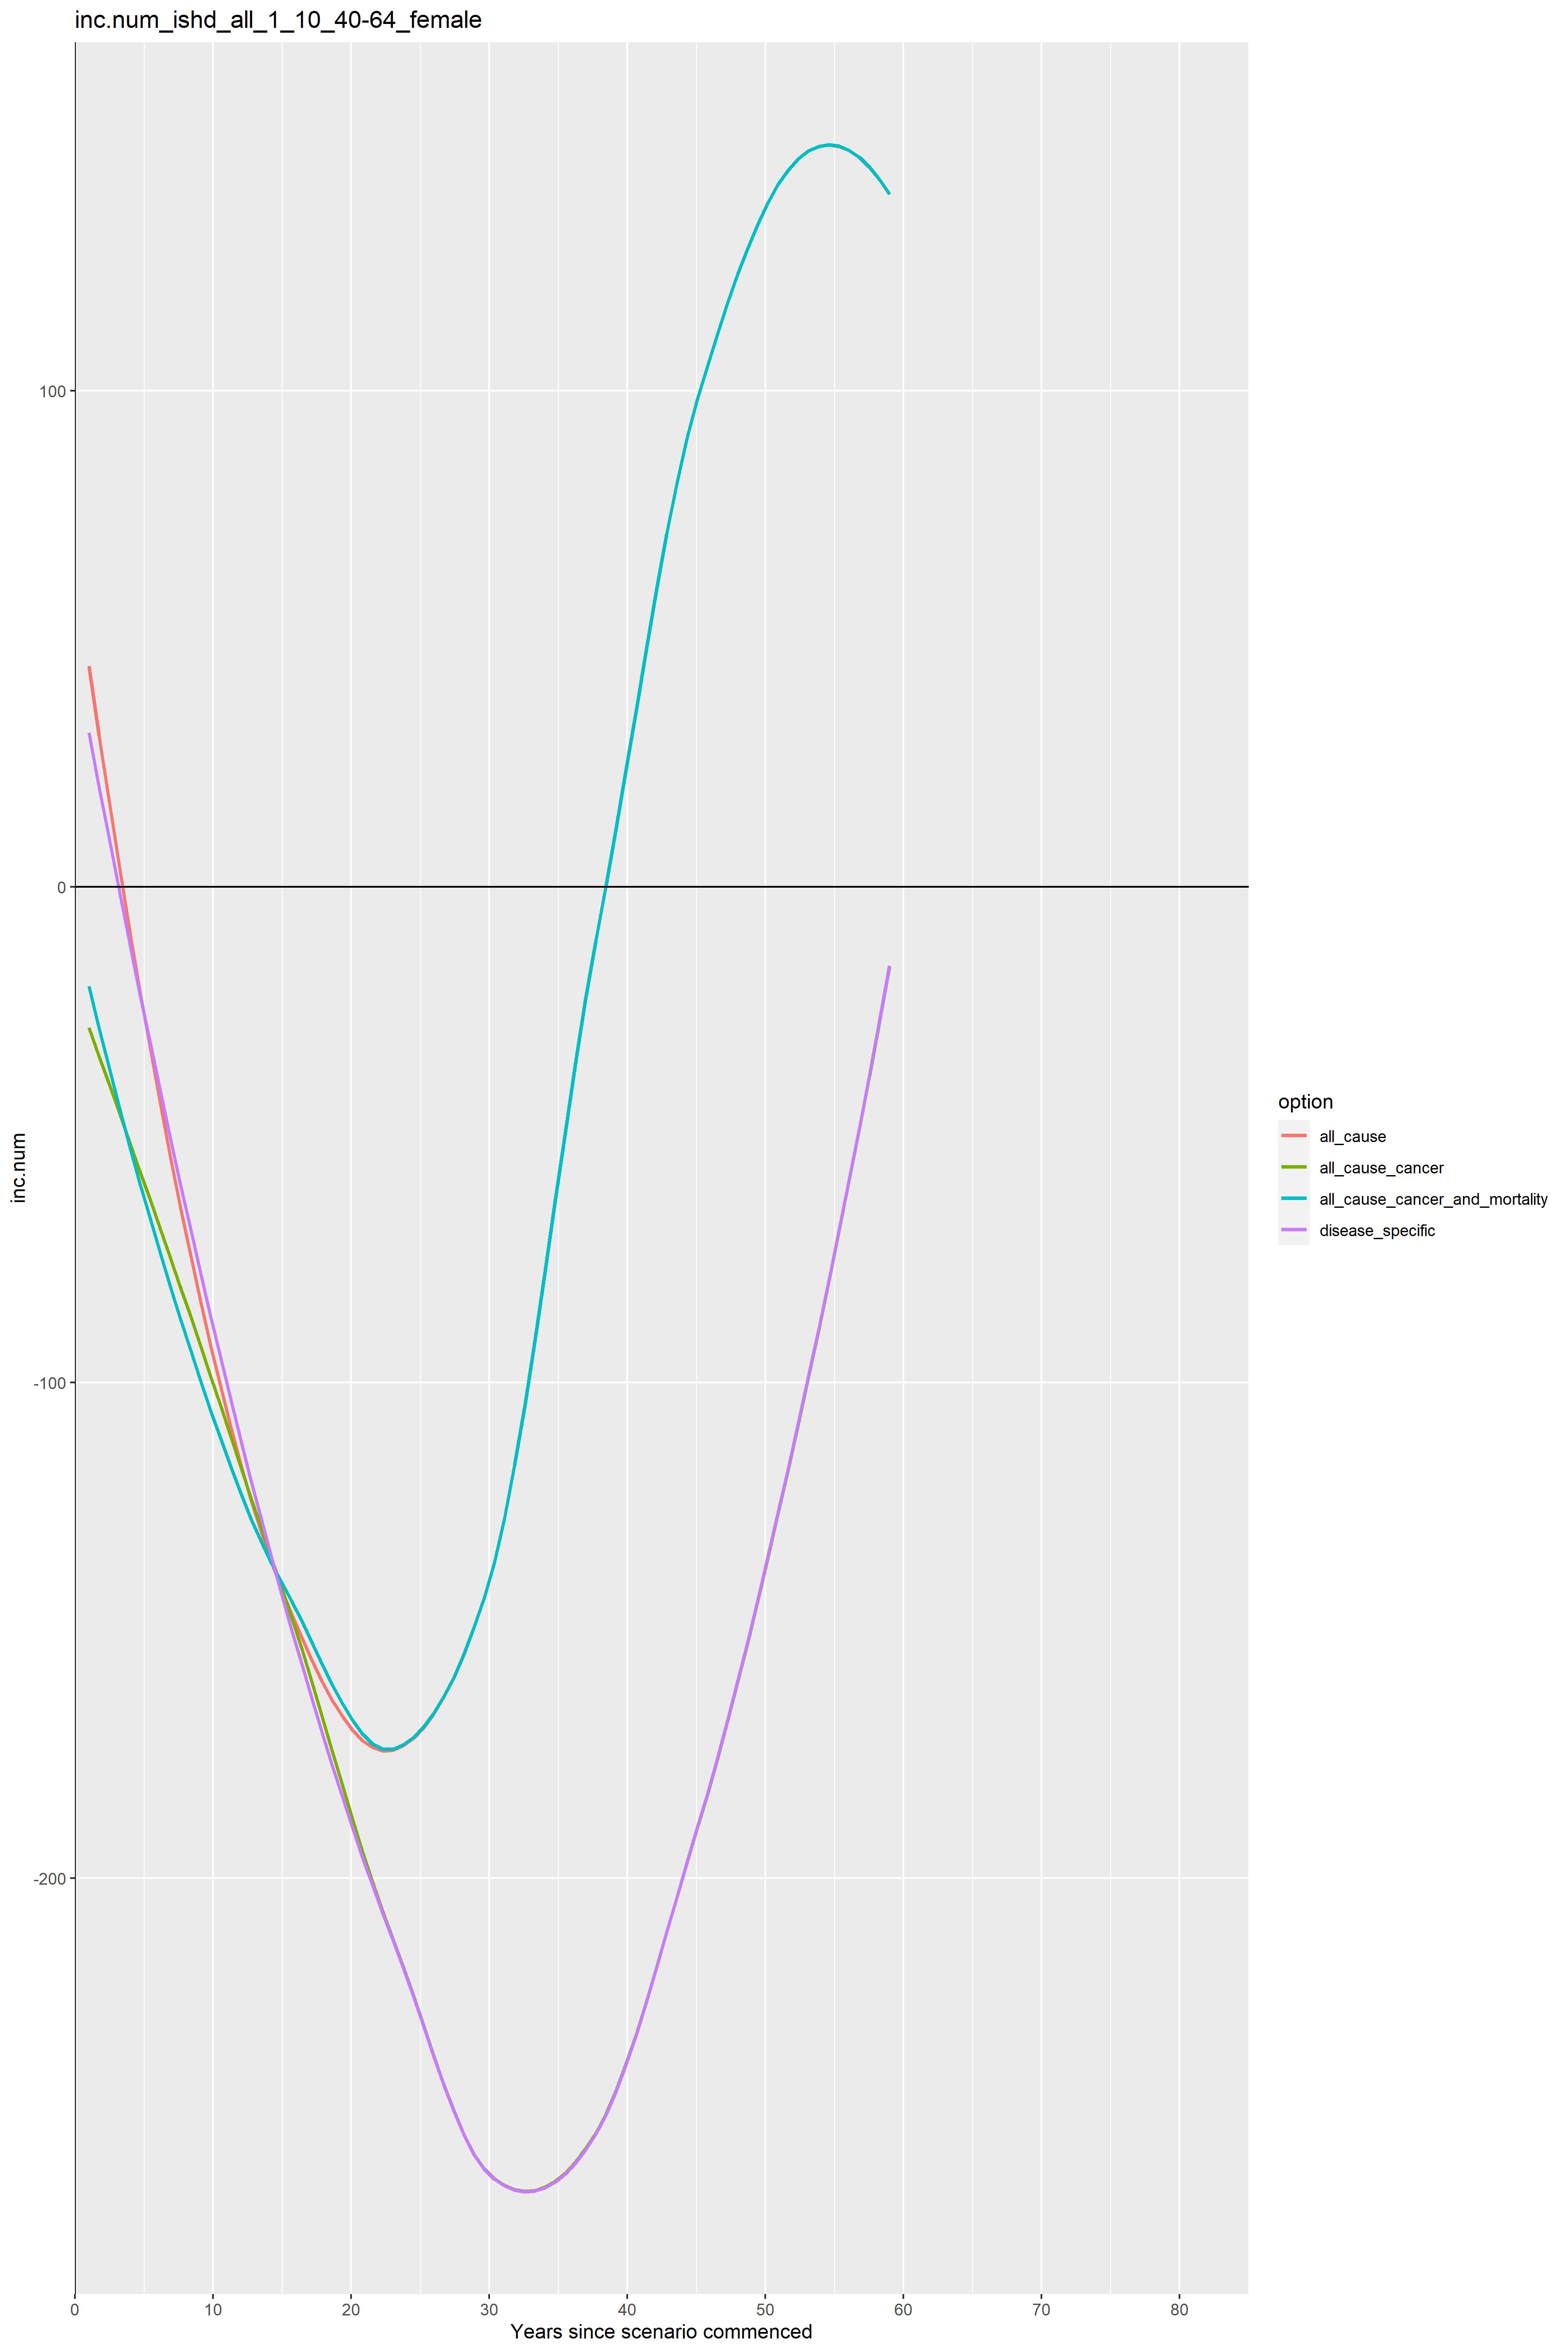 inc.num_ishd_all_1_10_40-64_female
100
0
-100
-200
inc.num
0 10 20 30 40 50 60 70 80
Years since scenario commenced
option
all_cause
all_cause_cancer
all_cause_cancer_and_mortality
disease_specific